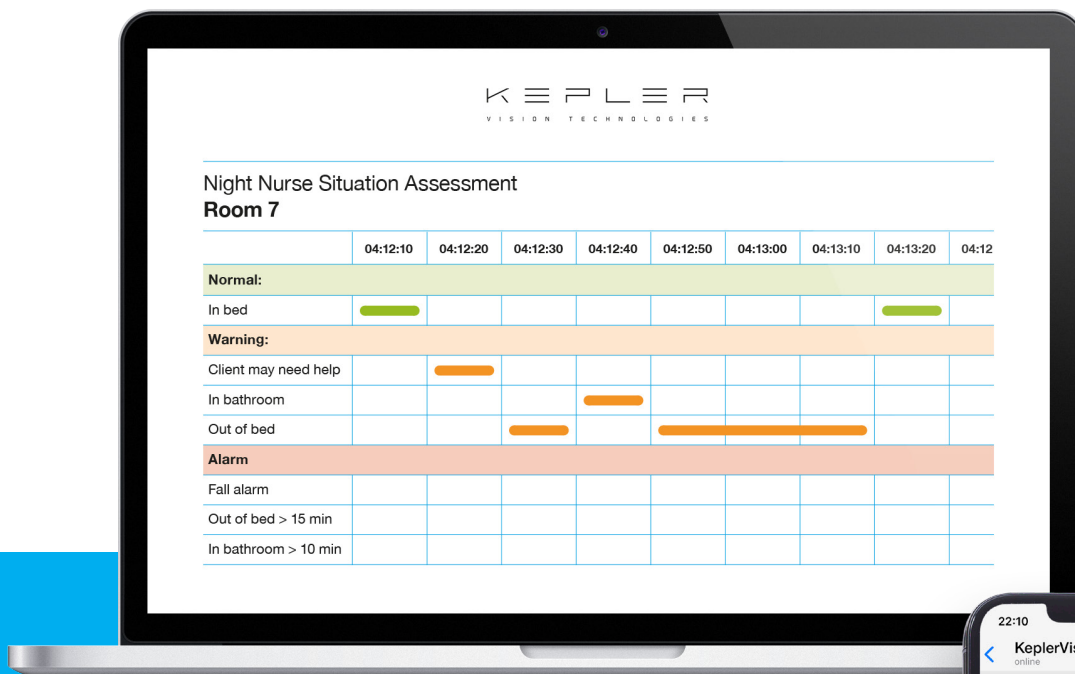 KEPLER
VISION TECHNOLOGIES
Night Nurse Situation Assessment
Room 7
04:12:10 04:12:20 04:12:30 04:12:40 04:12:50 04:13:00 04:13:10 04:13:20 04:12
Normal:
In bed
Warning:
Client may need help
In bathroom
Out of bed
Alarm
Fall alarm
Out of bed > 15 min
In bathroom > 10 min
22:10
KeplerVis
online